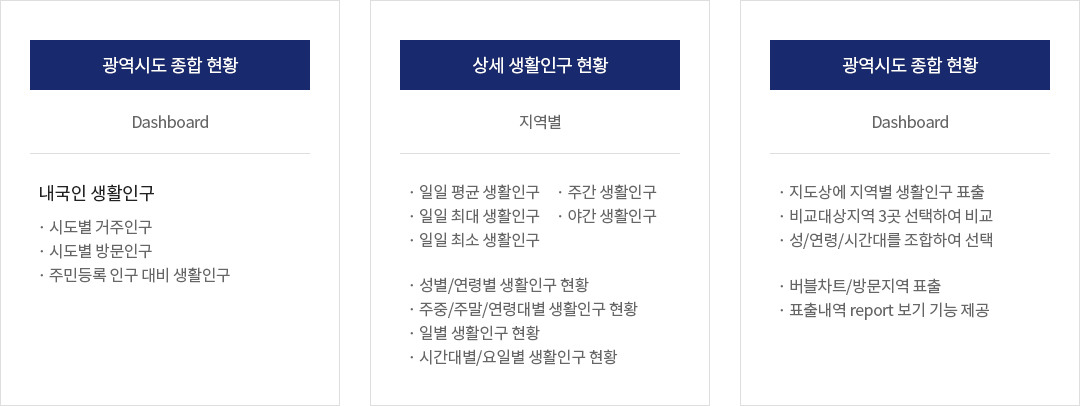 광역시도 종합 현황
Dashboard
내국인 생활인구
· 시도별 거주인구
· 시도별 방문인구
· 주민등록 인구 대비 생활인구
상세 생활인구 현황
지역별
· 일일 평균 생활인구 · 주간 생활인구
· 일일 최대 생활인구 · 야간 생활인구
· 일일 최소 생활인구
· 성별/연령별 생활인구 현황
· 주중/주말/연령대별 생활인구 현황
· 일별 생활인구 현황
· 시간대별/요일별 생활인구 현황
광역시도 종합 현황
Dashboard
· 지도상에 지역별 생활인구 표출
· 비교대상지역 3곳 선택하여 비교
· 성/연령/시간대를 조합하여 선택
· 버블차트/방문지역 표출
· 표출내역 report 보기 기능 제공